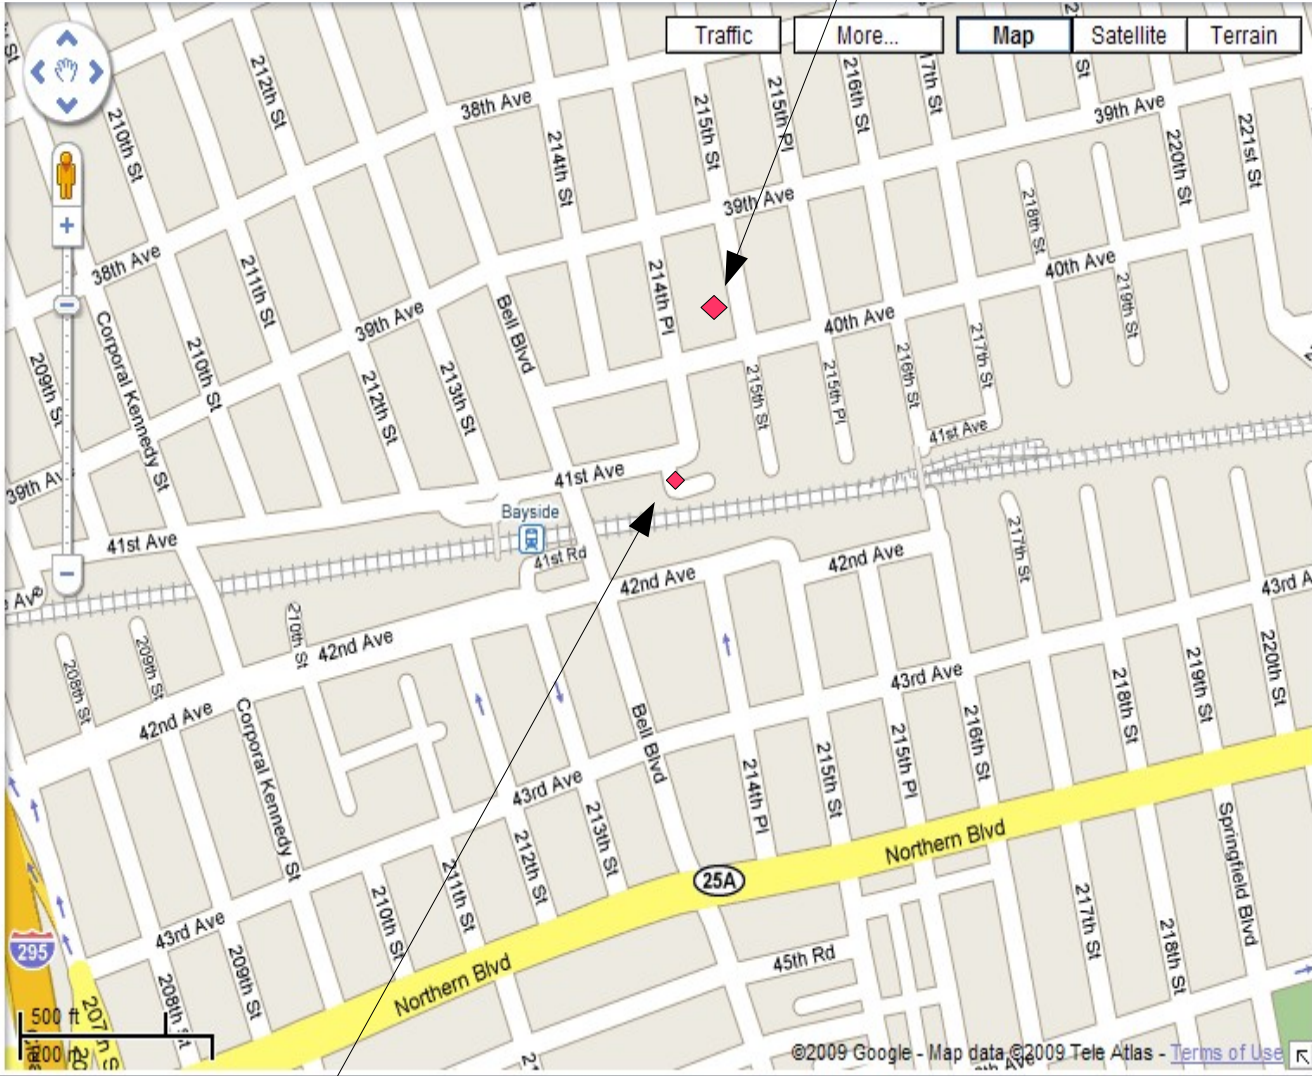 Traffic
More...
Map
Satellite
Terrain
212th St
38th Ave
214th St
215th St
215th Pl
216th St
17th St
St
39th Ave
220th St
221st St
210th St
38th Ave
211th St
39th Ave
218th St
40th Ave
219th St
214th Pl
Bell Blvd
39th Ave
40th Ave
216th St
217th St
Corporal Kennedy St
210th St
209th St
212th St
213th St
215th St
215th Pl
41st Ave
39th Av
41st Ave
Bayside
41st Ave
41st Rd
42nd Ave
42nd Ave
217th St
43rd A
210th St
42nd Ave
208th St
209th St
42nd Ave
Corporal Kennedy St
Bell Blvd
43rd Ave
218th St
219th St
220th St
216th St
215th Pl
215th St
214th Pl
43rd Ave
213th St
212th St
211th St
210th St
25A
Northern Blvd
Springfield Blvd
217th St
218th St
43rd Ave
209th St
208th St
295
Northern Blvd
45th Rd
500 ft
©2009 Google - Map data ©2009 Tele Atlas - Terms of Use